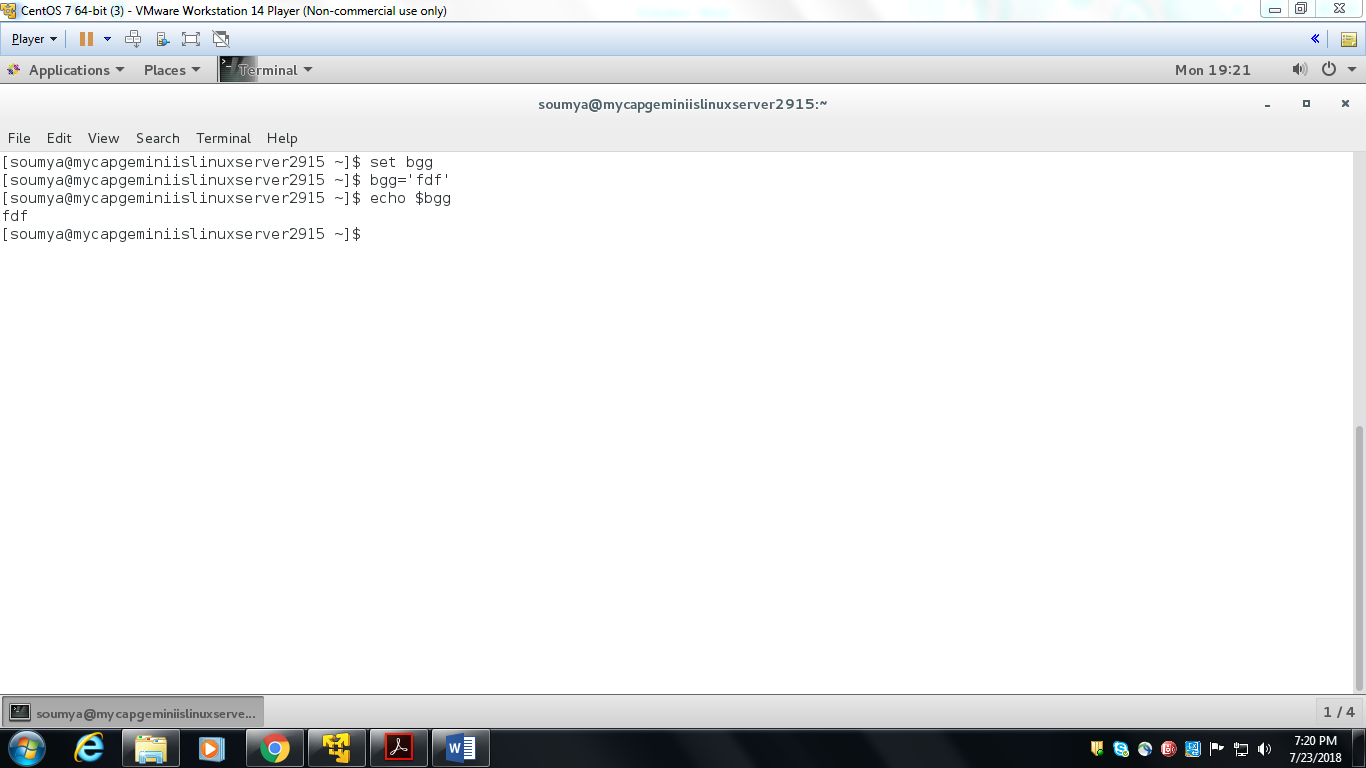 CentOS 7 64-bit (3) - VMware Workstation 14 Player (Non-commercial use only)
Player
Applications Places Terminal Mon 19:21
soumya@mycapgeminiislinuxserver2915:~
File Edit View Search Terminal Help
[soumya@mycapgeminiislinuxserver2915 ~]$ set bgg
[soumya@mycapgeminiislinuxserver2915 ~]$ bgg='fdf'
[soumya@mycapgeminiislinuxserver2915 ~]$ echo $bgg
fdf
[soumya@mycapgeminiislinuxserver2915 ~]$
soumya@mycapgeminiislinuxserve... 1 / 4
7:20 PM
7/23/2018